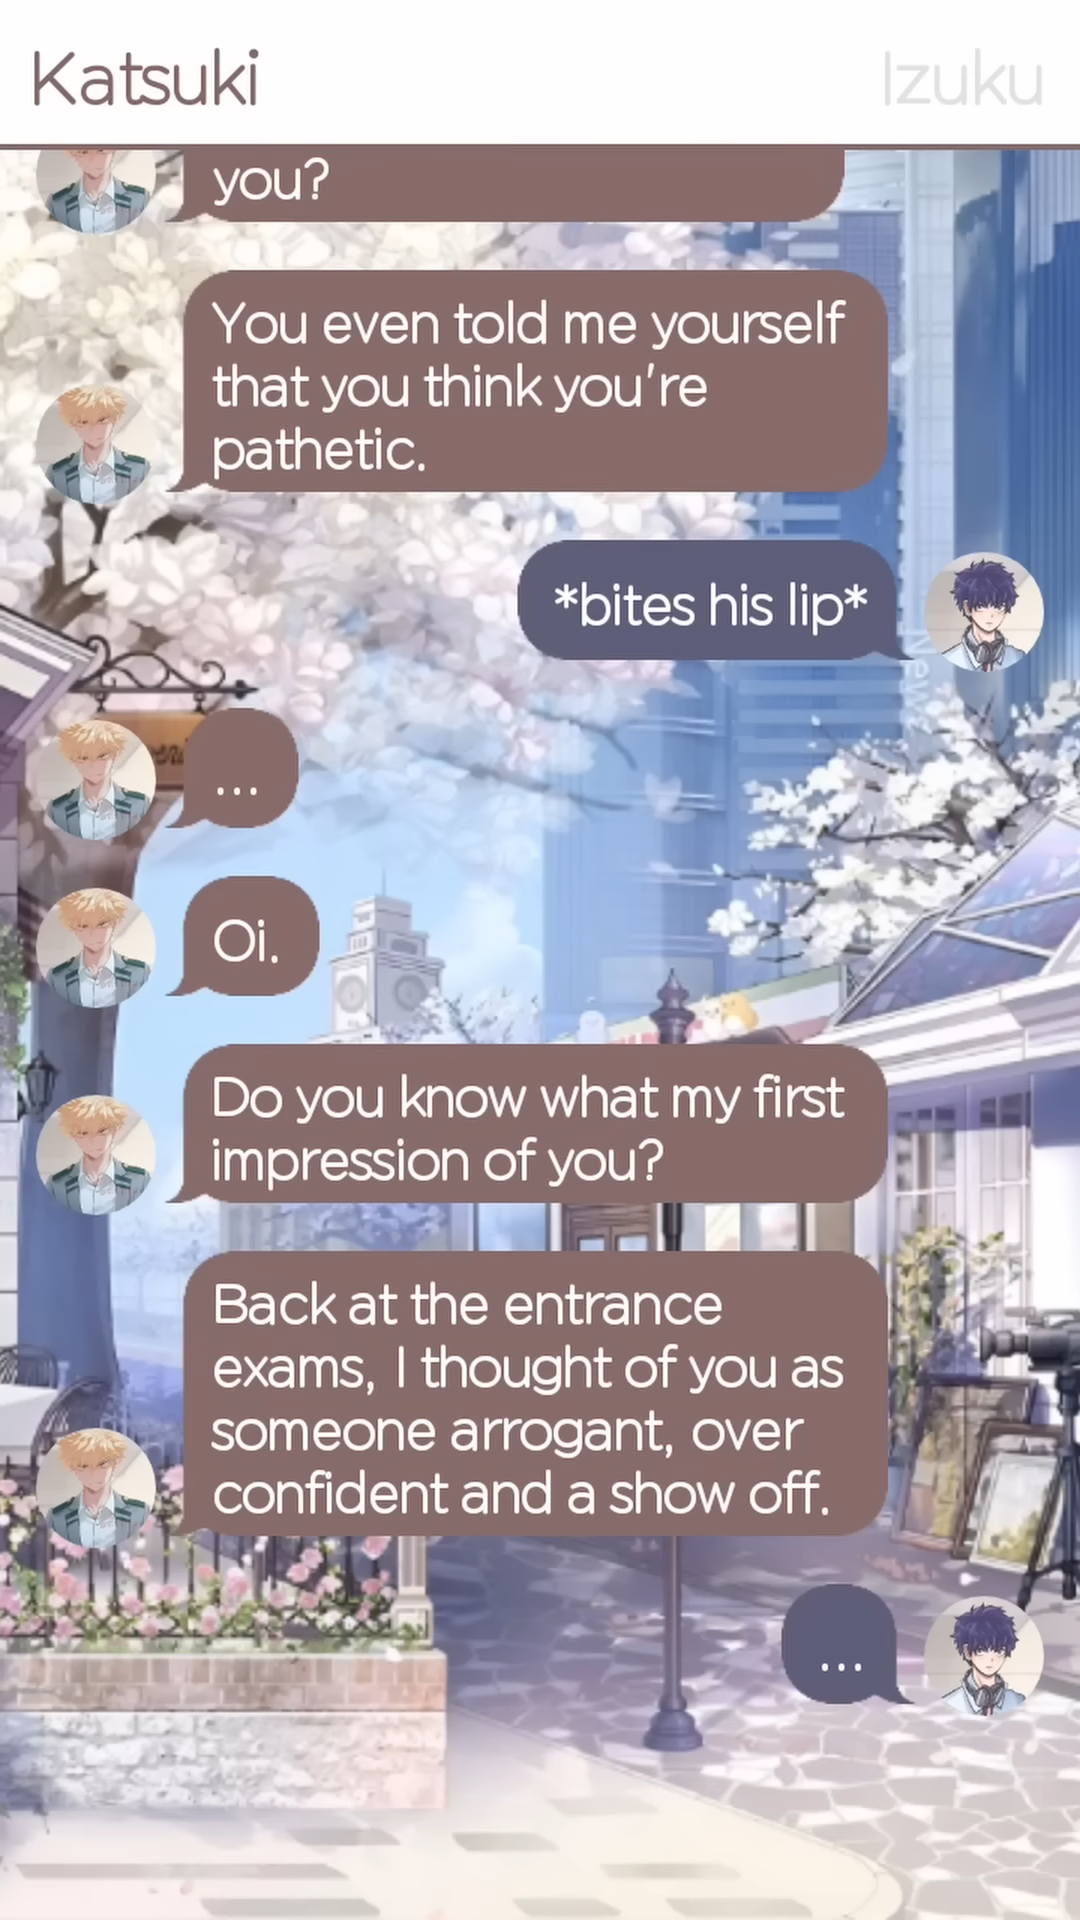 Katsuki
Izuku
you?
You even told me yourself
that you think you're
pathetic.
*bites his lip*
...
Oi.
Do you know what my first
impression of you?
Back at the entrance
exams, I thought of you as
someone arrogant, over
confident and a show off.
...